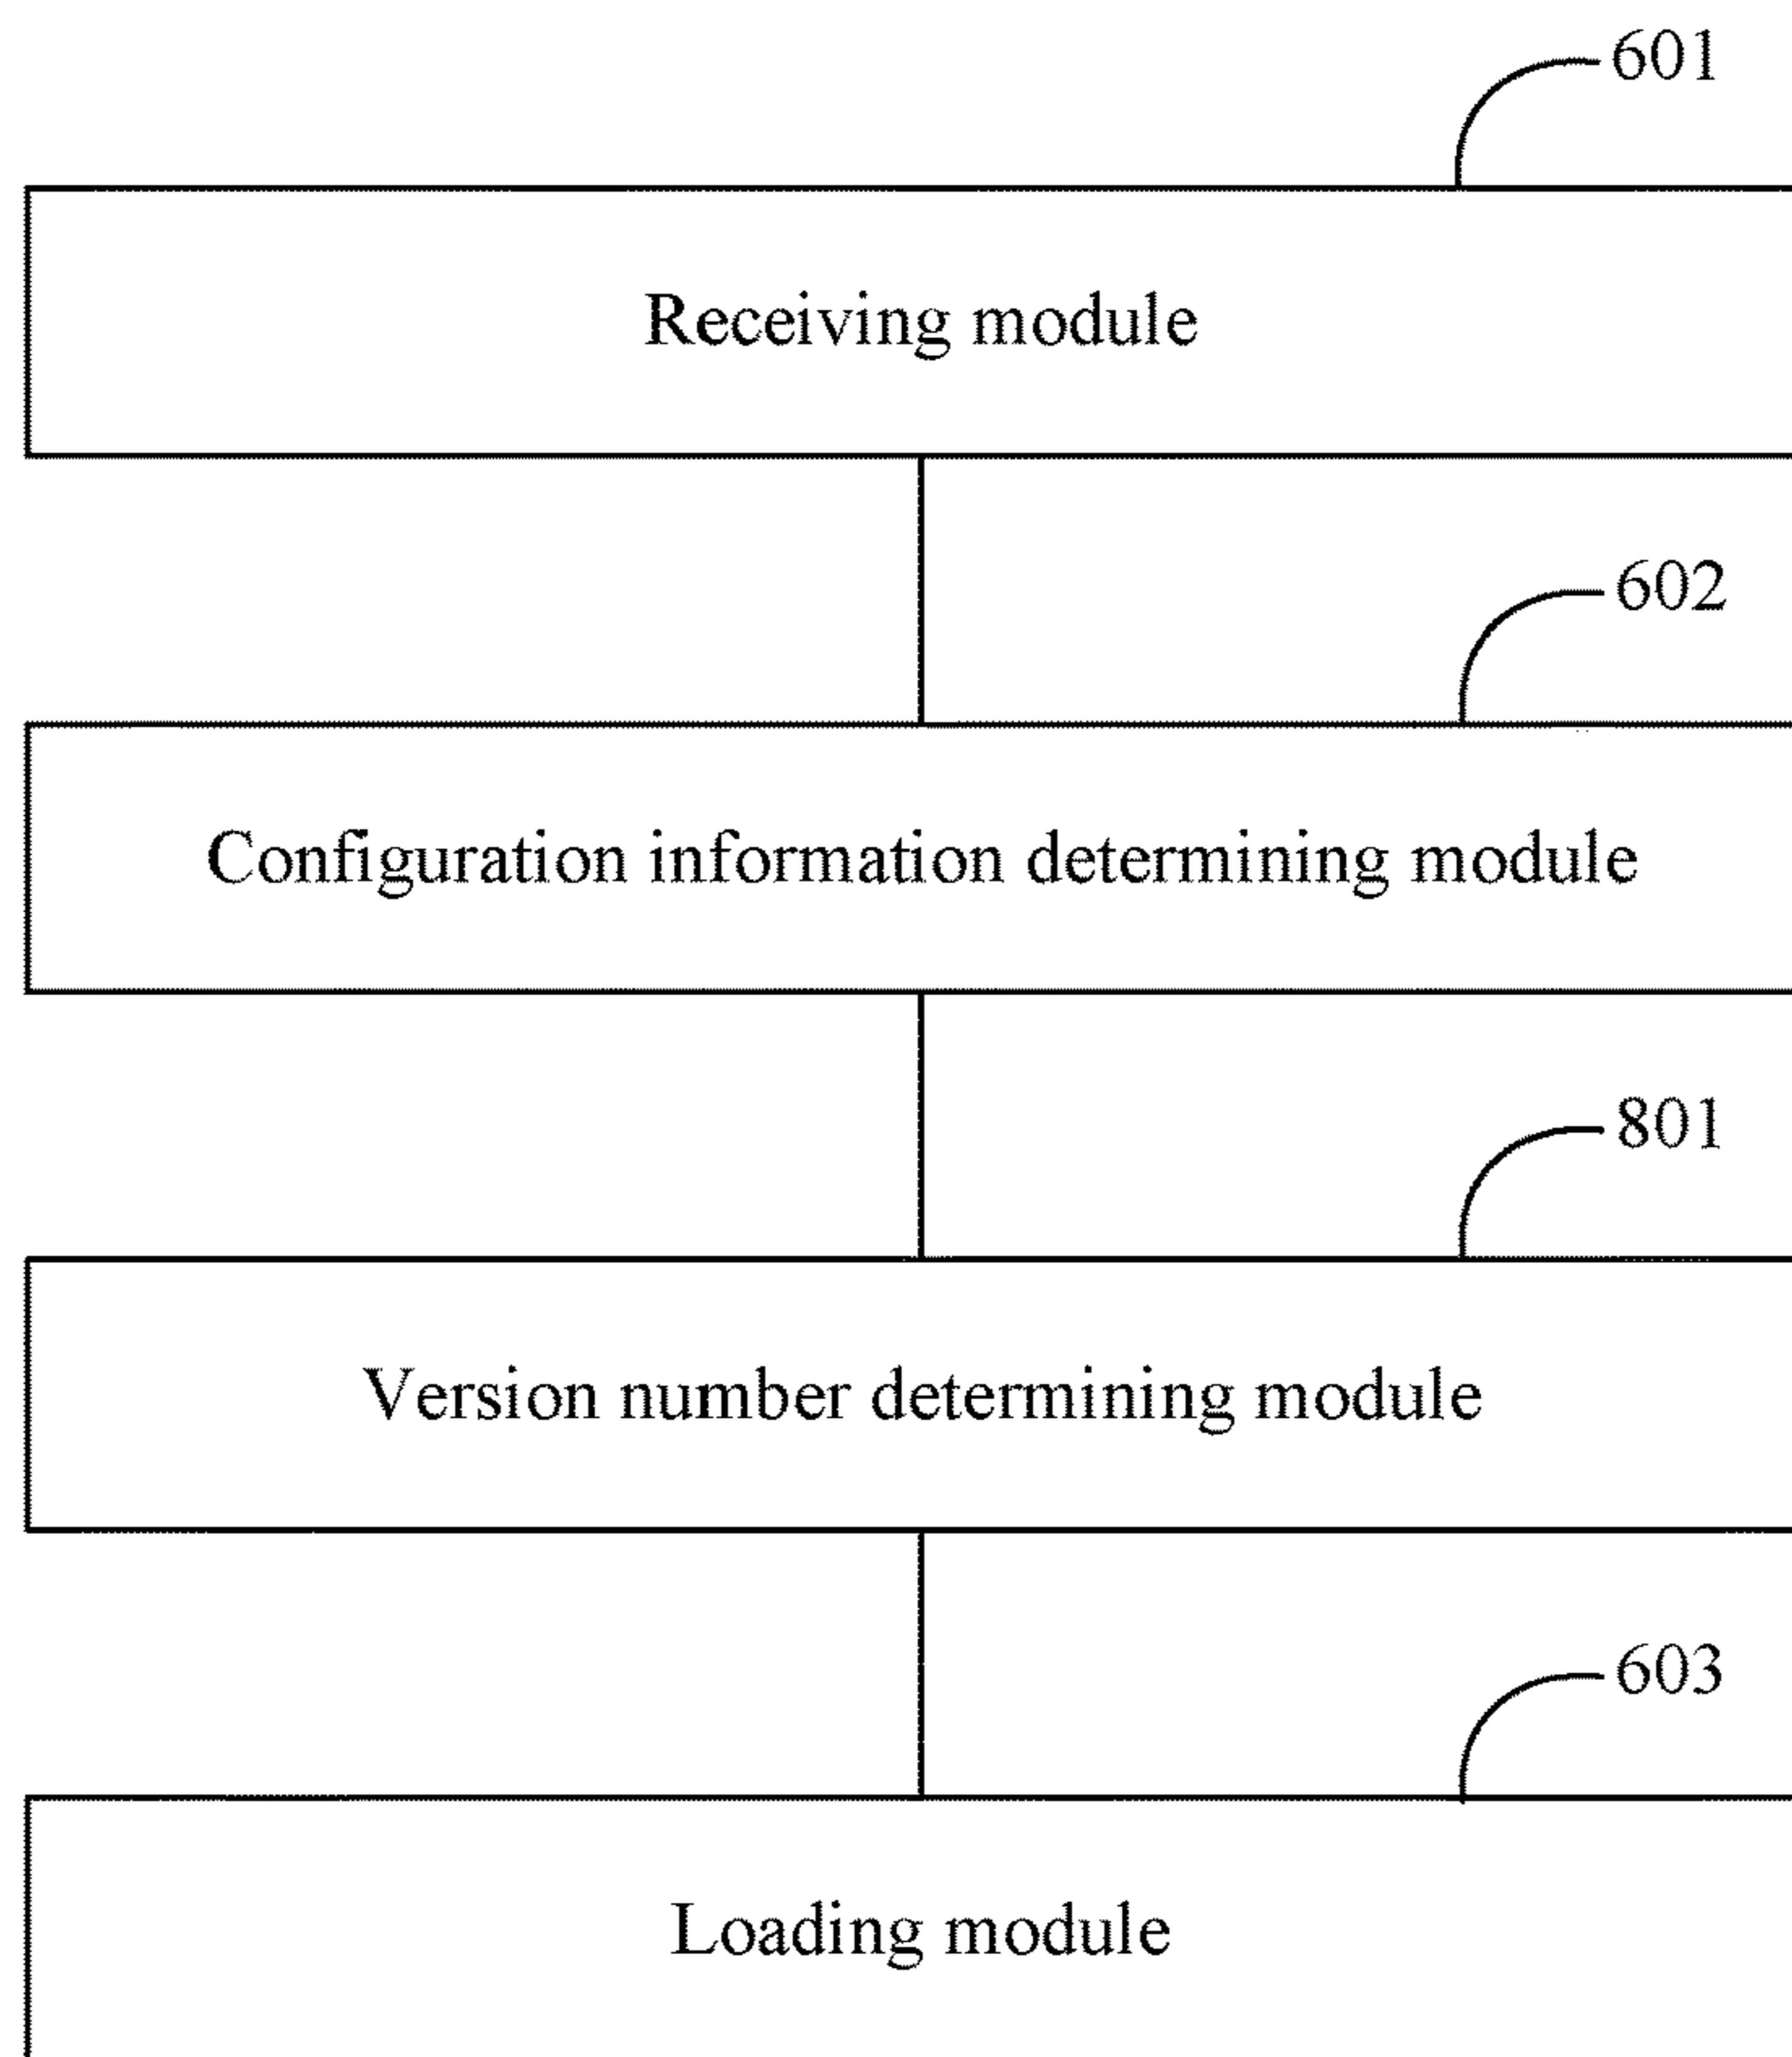 601
Receiving module
602
Configuration information determining module
801
Version number determining module
603
Loading module